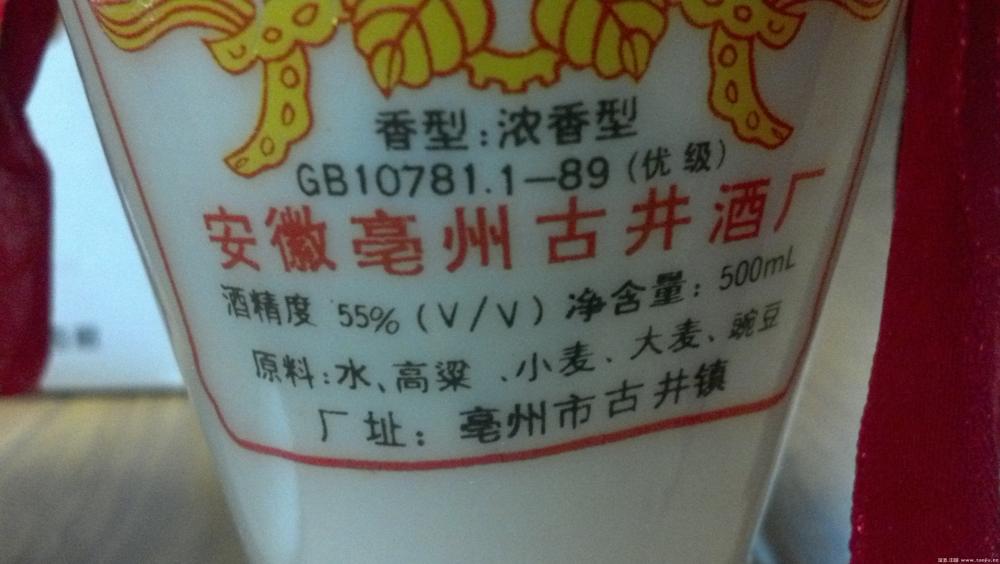 香型：浓香型
GB10781.1—89（优级）
安徽亳州古井酒厂
酒精度 55%（V/V）净含量：500mL
原料：水、高粱、小麦、大麦、豌豆
厂址：亳州市古井镇